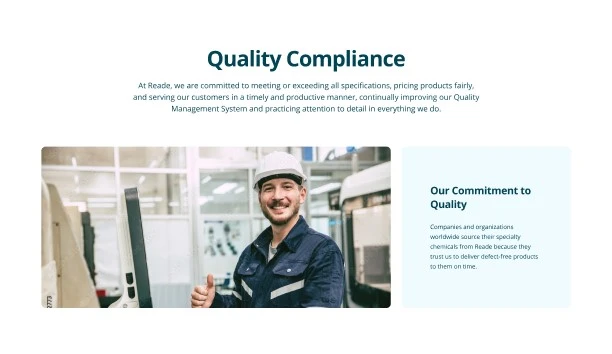 Quality Compliance
At Reade, we are committed to meeting or exceeding all specifications, pricing products fairly,
and serving our customers in a timely and productive manner, continually improving our Quality
Management System and practicing attention to detail in everything we do.
Our Commitment to
Quality
Companies and organizations
worldwide source their specialty
chemicals from Reade because they
trust us to deliver defect-free products
to them on time.
2773